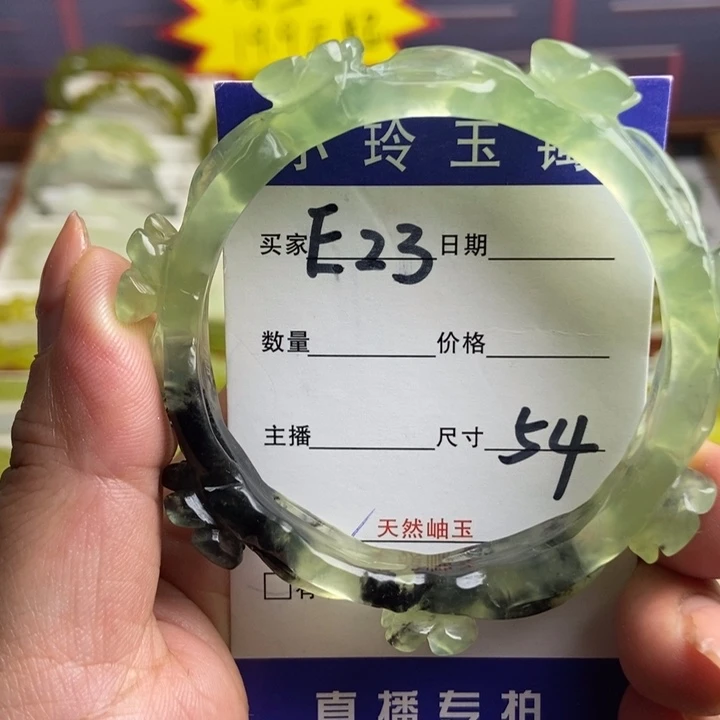 玲玉镯
买家 E23 日期
数量 价格
主播 尺寸 54
天然岫玉
直播专拍